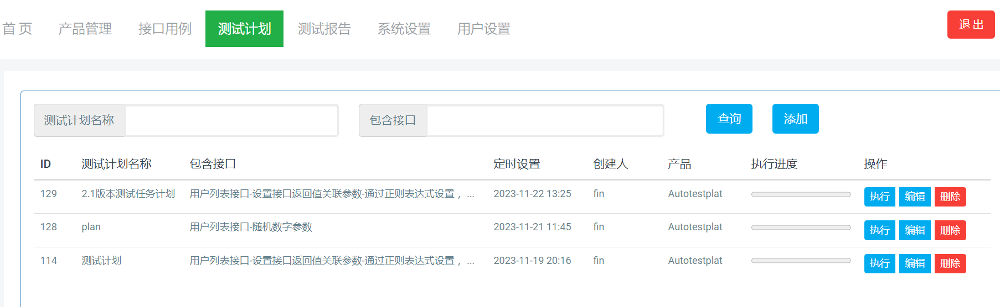 首 页 产品管理 接口用例 测试计划 测试报告 系统设置 用户设置 退 出
测试计划名称 包含接口 查询 添加
ID 测试计划名称 包含接口 定时设置 创建人 产品 执行进度 操作
129 2.1版本测试任务计划 用户列表接口-设置接口返回值关联参数-通过正则表达式设置 ，... 2023-11-22 13:25 fin Autotestplat 执行 编辑 删除
128 plan 用户列表接口-随机数字参数 2023-11-21 11:45 fin Autotestplat 执行 编辑 删除
114 测试计划 用户列表接口-设置接口返回值关联参数-通过正则表达式设置 ，... 2023-11-19 20:16 fin Autotestplat 执行 编辑 删除